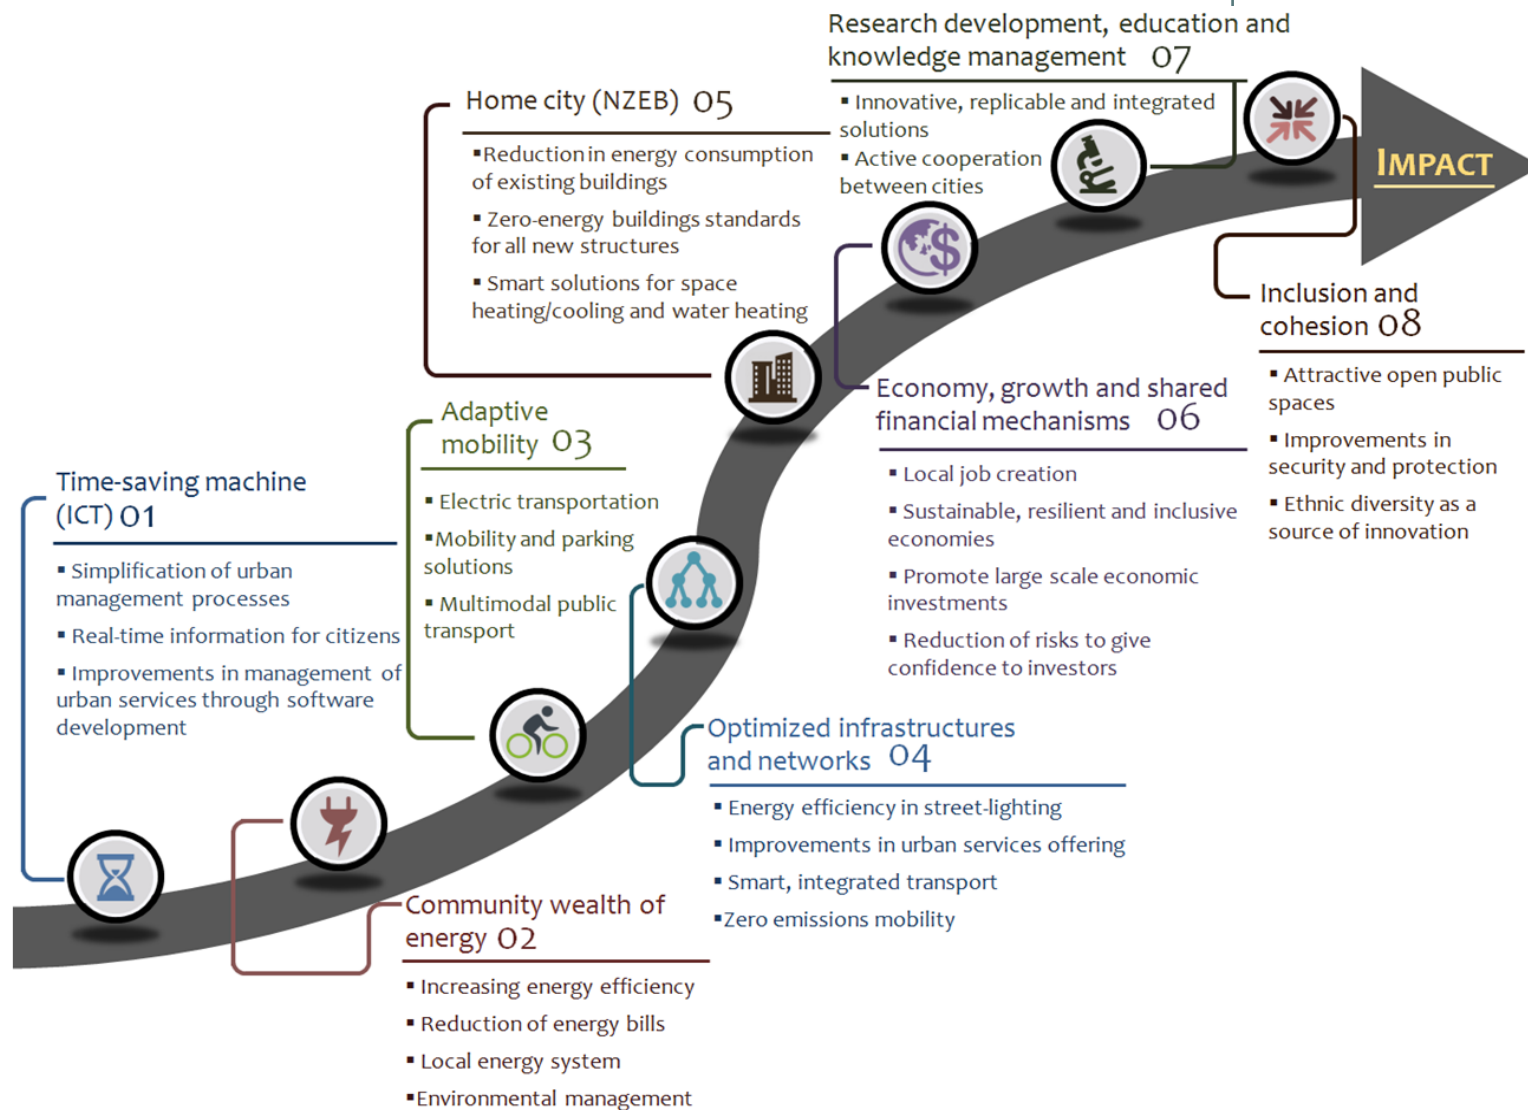 Time-saving machine
(ICT) 01
▪ Simplification of urban
management processes
▪ Real-time information for citizens
▪ Improvements in management of
urban services through software
development
Community wealth of
energy 02
▪ Increasing energy efficiency
▪ Reduction of energy bills
▪ Local energy system
▪Environmental management
Adaptive
mobility 03
▪ Electric transportation
▪Mobility and parking
solutions
▪ Multimodal public
transport
Optimized infrastructures
and networks 04
▪ Energy efficiency in street-lighting
▪ Improvements in urban services offering
▪ Smart, integrated transport
▪Zero emissions mobility
Home city (NZEB) 05
▪Reduction in energy consumption
of existing buildings
▪ Zero-energy buildings standards
for all new structures
▪ Smart solutions for space
heating/cooling and water heating
Economy, growth and shared
financial mechanisms 06
▪ Local job creation
▪ Sustainable, resilient and inclusive
economies
▪ Promote large scale economic
investments
▪ Reduction of risks to give
confidence to investors
Research development, education and
knowledge management 07
▪ Innovative, replicable and integrated
solutions
▪ Active cooperation
between cities
Inclusion and
cohesion 08
▪ Attractive open public
spaces
▪ Improvements in
security and protection
▪ Ethnic diversity as a
source of innovation
IMPACT
$